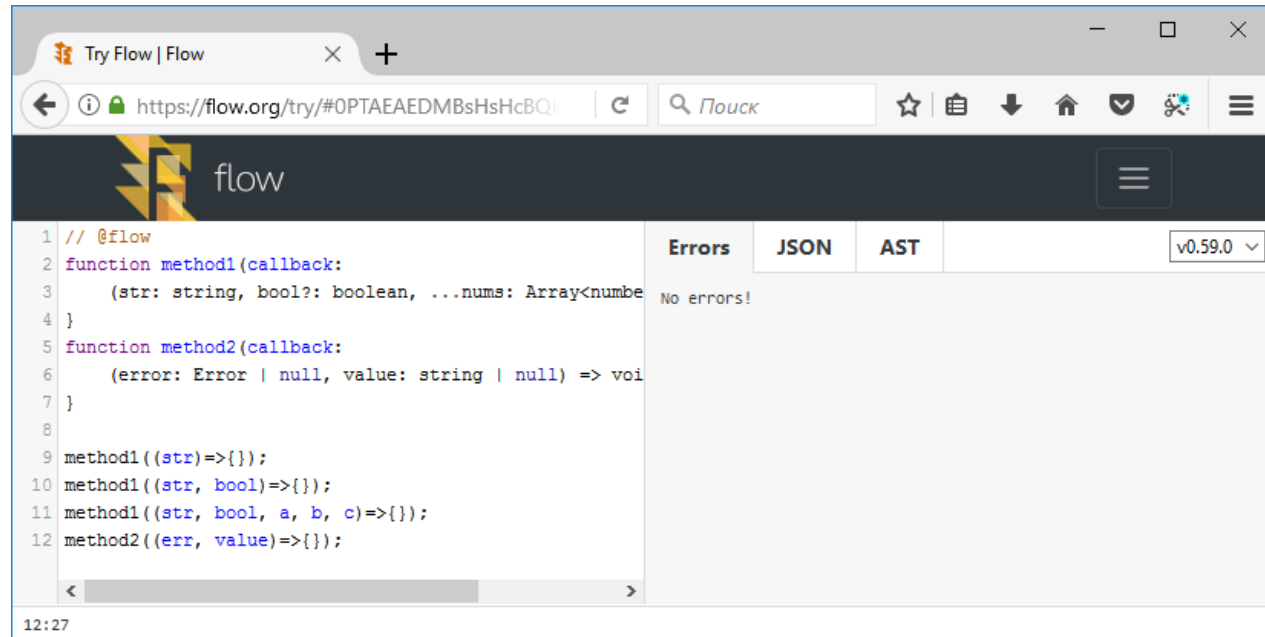 Try Flow | Flow
https://flow.org/try/#0PTAEAEDMBsHsHcBQ
Поиск
flow
1 // @flow
2 function method1(callback:
3     (str: string, bool?: boolean, ...nums: Array<numbe
4 }
5 function method2(callback:
6     (error: Error | null, value: string | null) => voi
7 }
8
9 method1((str)=>{});
10 method1((str, bool)=>{});
11 method1((str, bool, a, b, c)=>{});
12 method2((err, value)=>{});
Errors JSON AST v0.59.0
No errors!
12:27